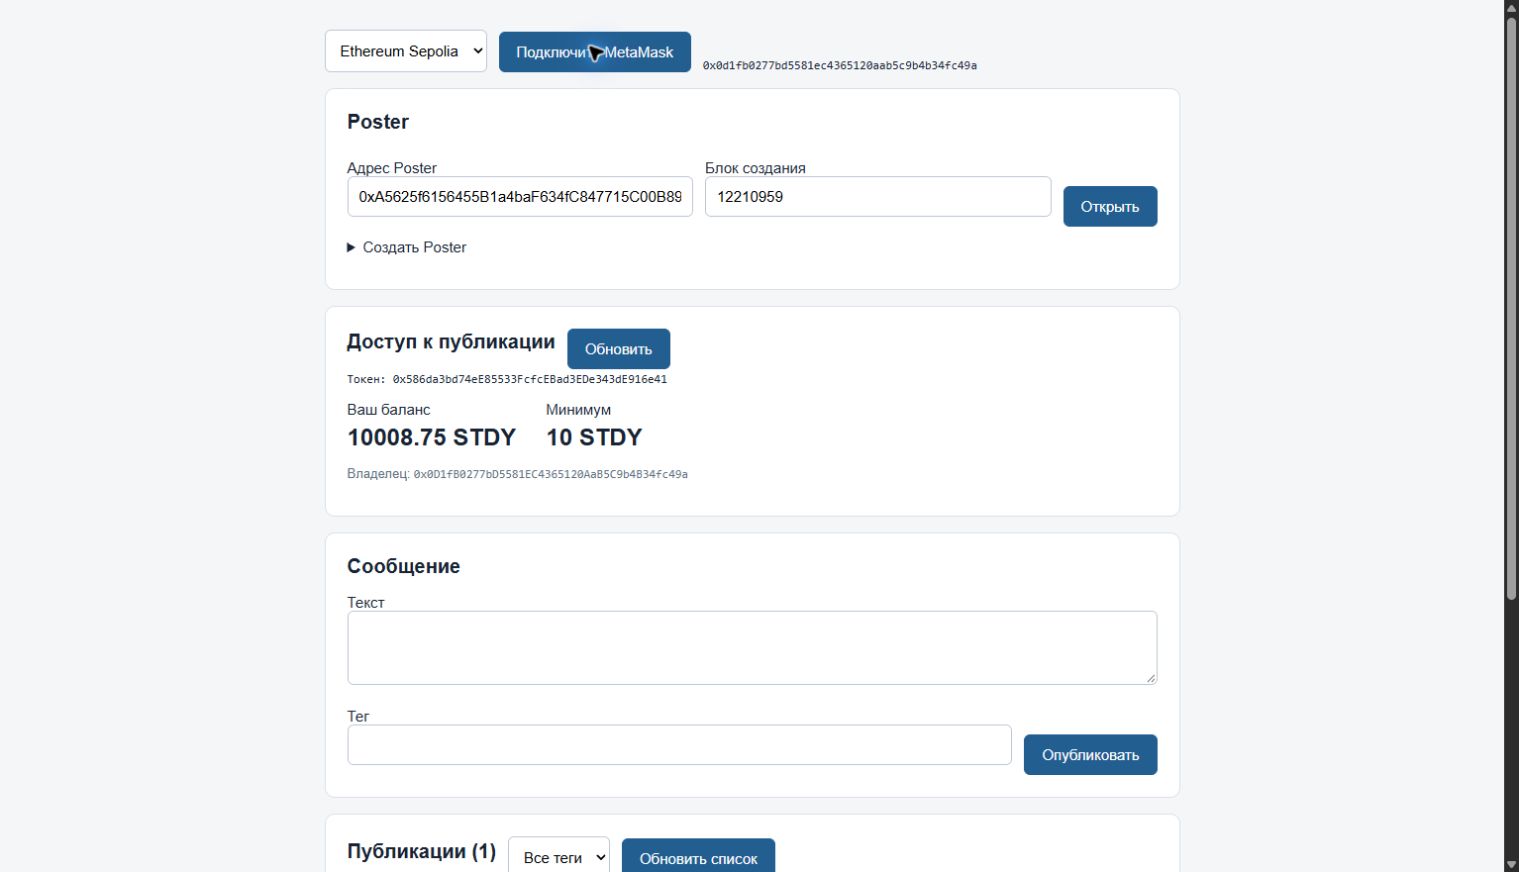 Ethereum Sepolia
Подключить MetaMask
0x0d1fb0277bd5581ec4365120aab5c9b4b34fc49a
Poster
Адрес Poster
Блок создания
0xA5625f6156455B1a4baF634fC847715C00B89
12210959
Открыть
Создать Poster
Доступ к публикации
Обновить
Токен: 0x586da3bd74eE85533FcfcEBad3EDe343dE916e41
Ваш баланс
Минимум
10008.75 STDY
10 STDY
Владелец: 0x0D1fB0277bD5581EC4365120AaB5C9b4B34fc49a
Сообщение
Текст
Тег
Опубликовать
Публикации (1)
Все теги
Обновить список